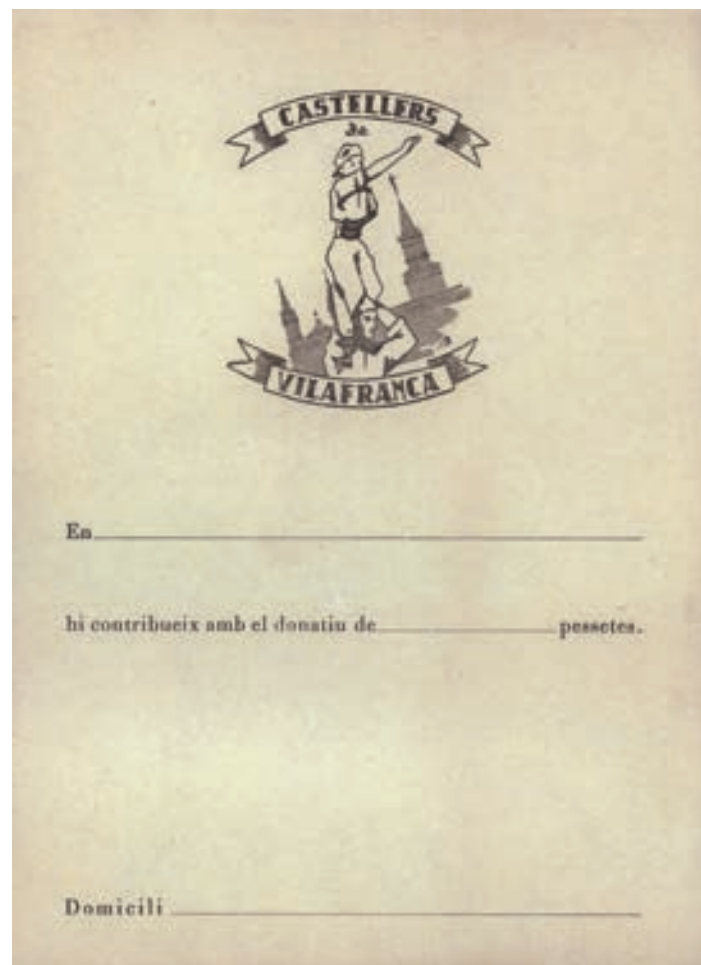 CASTELLERS
de
VILAFRANCA
En
hi contribueix amb el donatiu de pessetes.
Domicili